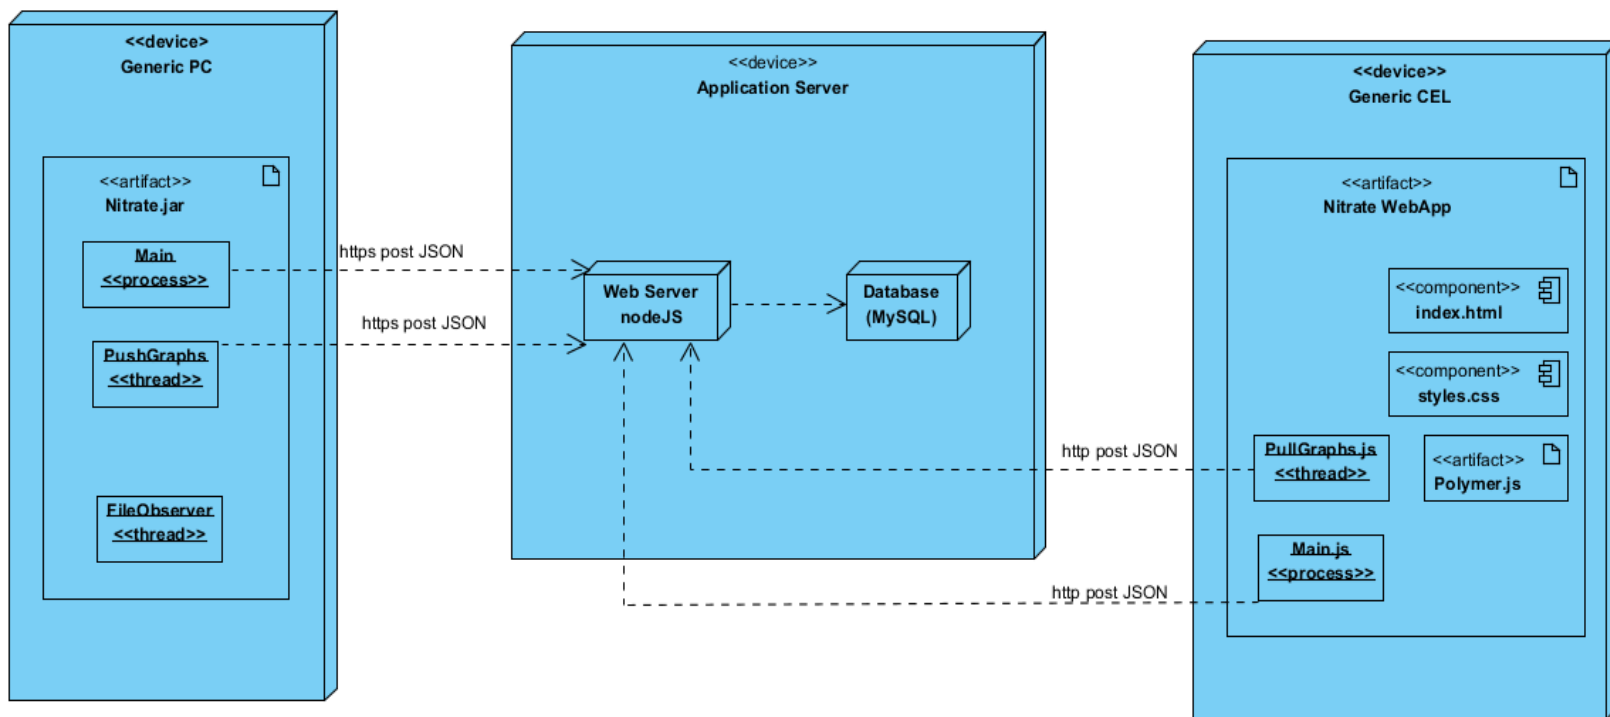 <<device>
Generic PC
<<artifact>>
Nitrate.jar
Main
<<process>>
PushGraphs
<<thread>>
FileObserver
<<thread>>
https post JSON
https post JSON
<<device>>
Application Server
Web Server
nodeJS
Database
(MySQL)
http post JSON
http post JSON
<<device>>
Generic CEL
<<artifact>>
Nitrate WebApp
<<component>>
index.html
<<component>>
styles.css
PullGraphs.js
<<thread>>
<<artifact>>
Polymer.js
Main.js
<<process>>